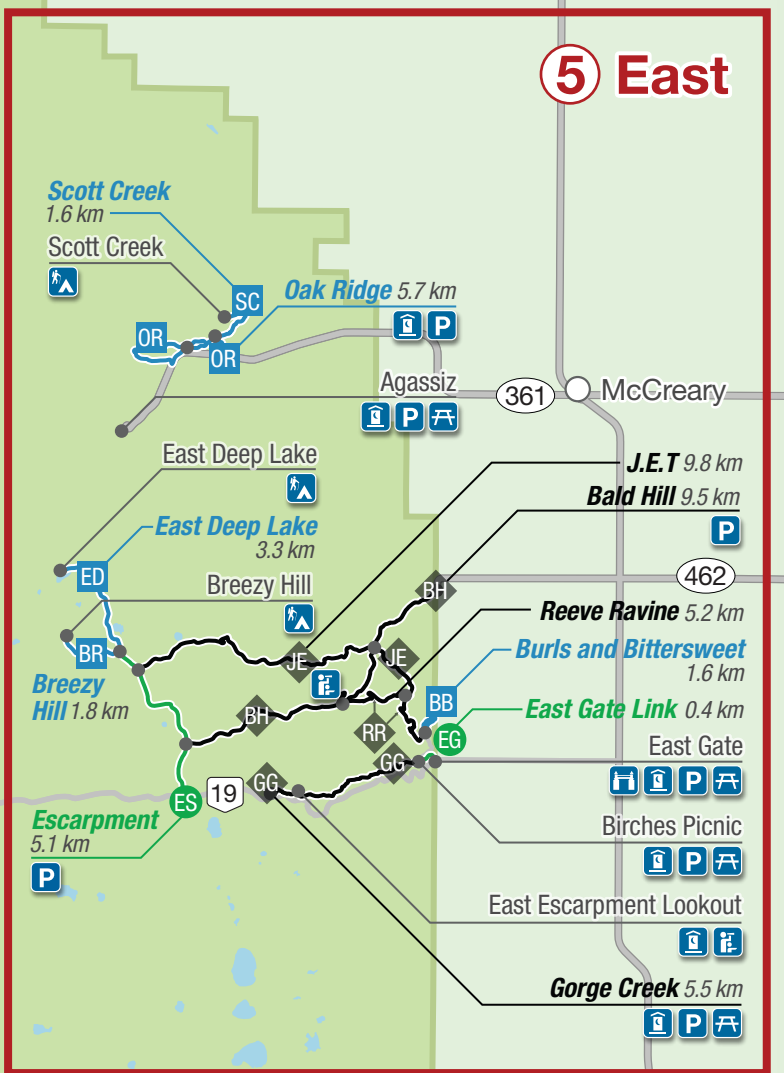 5 East
Scott Creek
1.6 km
Scott Creek
SC
Oak Ridge 5.7 km
P
OR
OR
Agassiz
P
361
McCreary
East Deep Lake
J.E.T 9.8 km
Bald Hill 9.5 km
P
East Deep Lake
3.3 km
ED
462
Breezy Hill
BH
Reeve Ravine 5.2 km
BR
JE
JE
Burls and Bittersweet
1.6 km
Breezy
Hill 1.8 km
BB
BH
RR
East Gate Link 0.4 km
EG
East Gate
P
GG
GG
19
ES
Escarpment
5.1 km
P
Birches Picnic
P
East Escarpment Lookout
Gorge Creek 5.5 km
P